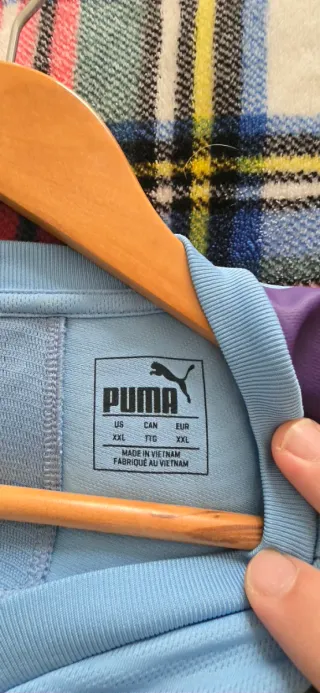 PUMA
US CAN EUR
XXL TTG XXL
MADE IN VIETNAM
FABRIQUÉ AU VIETNAM